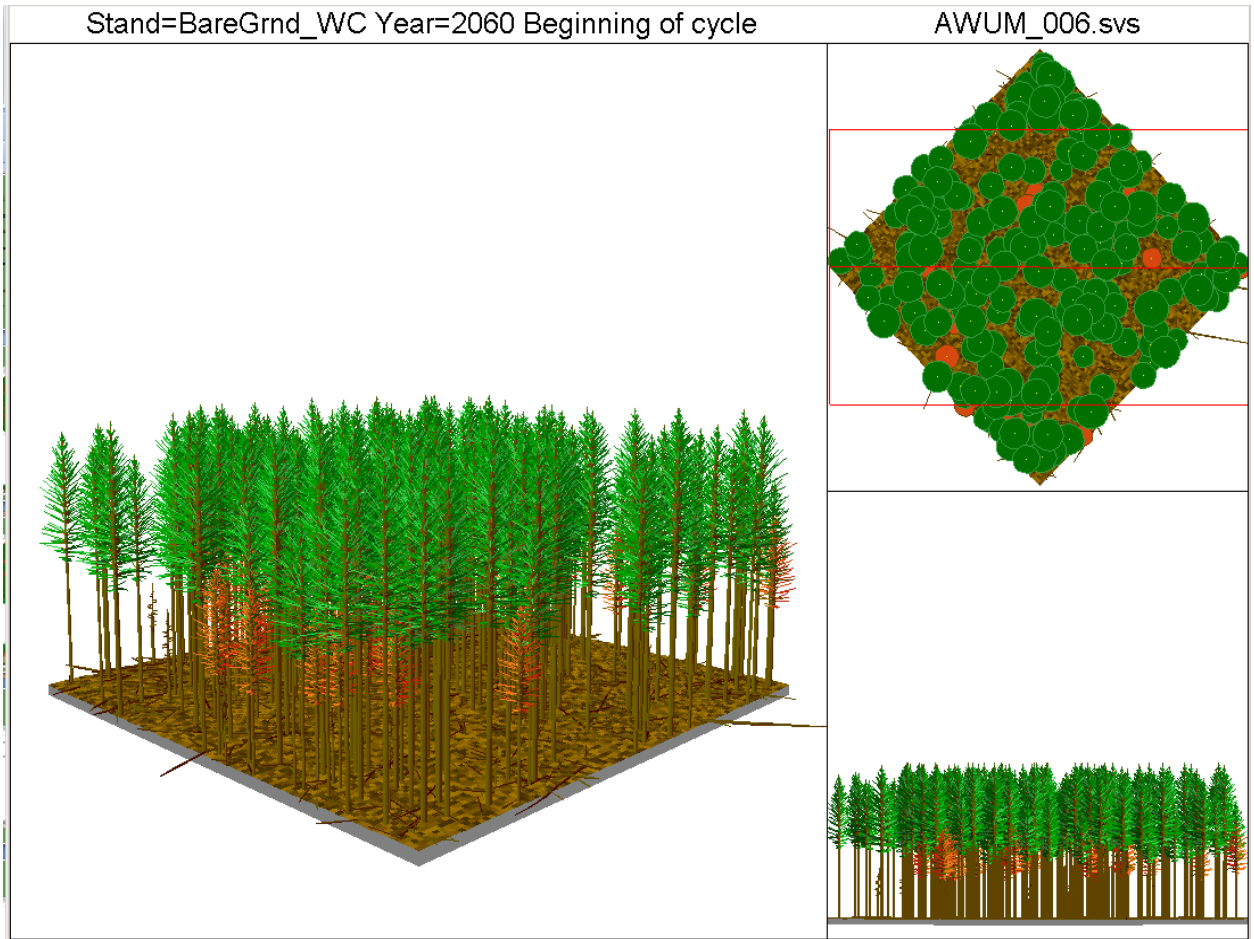 Stand=BareGrnd_WC Year=2060 Beginning of cycle
AWUM_006.svs